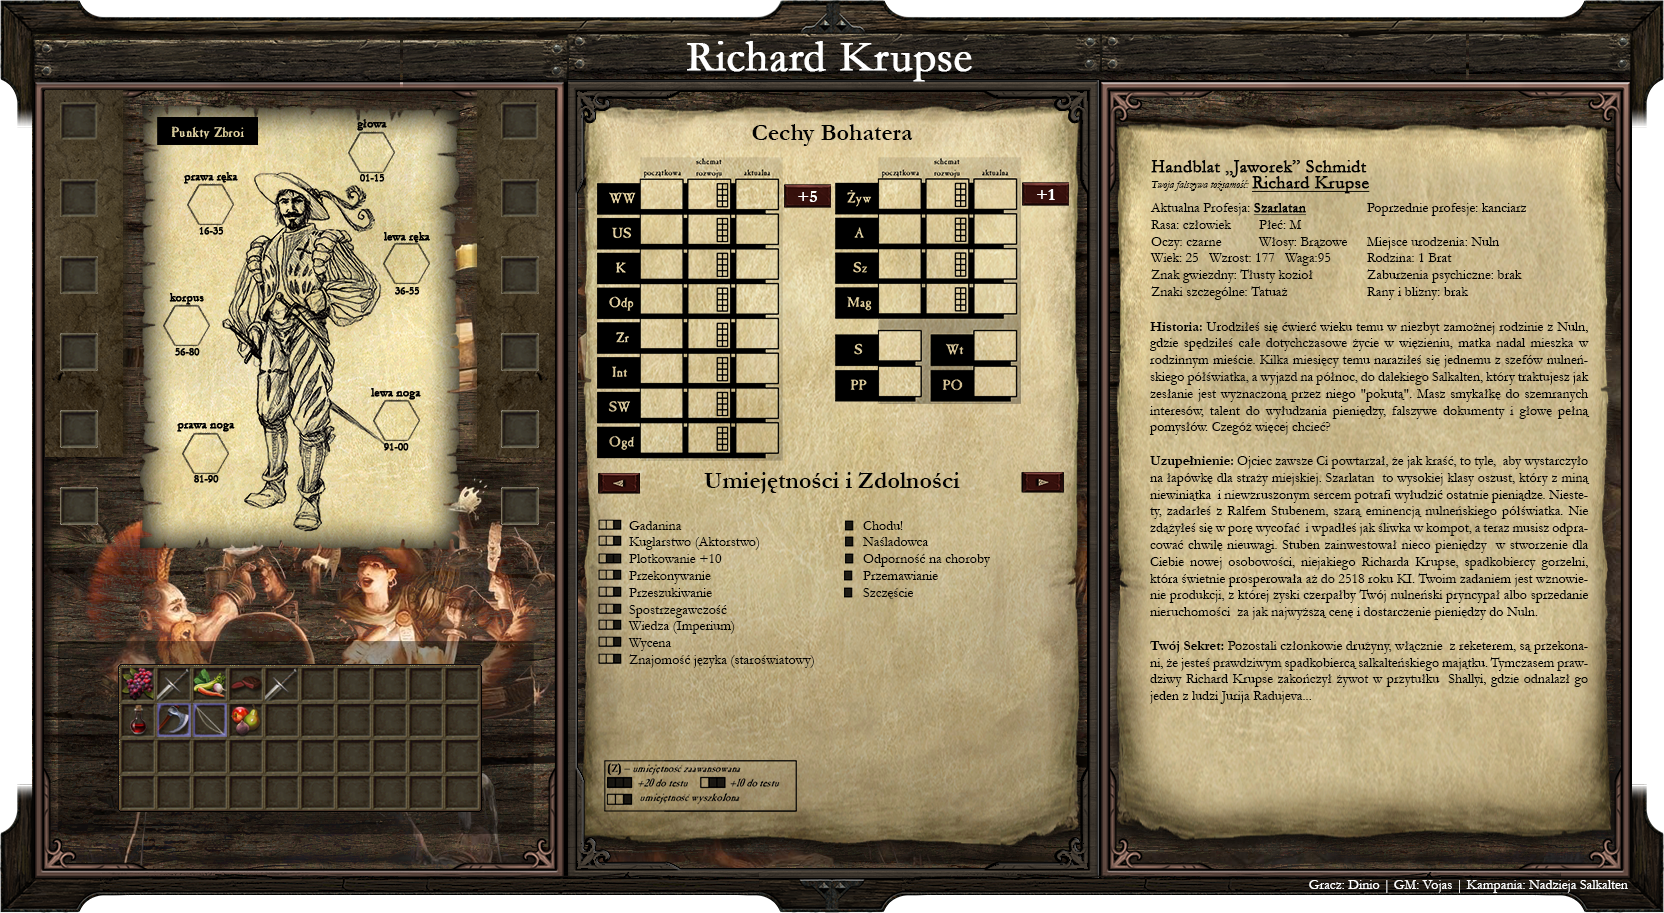 Richard Krupse
Punkty Zbroi
głowa
01-15
prawa ręka
16-35
lewa ręka
36-55
korpus
56-80
lewa noga
91-00
prawa noga
81-90
Cechy Bohatera
początkowa schemat rozwoju aktualna
WW
US
K
Odp
Zr
Int
SW
Ogd
+5
początkowa schemat rozwoju aktualna
Żyw
A
Sz
Mag
+1
S Wt
PP PO
Umiejętności i Zdolności
Gadanina
Kuglarstwo (Aktorstwo)
Plotkowanie +10
Przekonywanie
Przeszukiwanie
Spostrzegawczość
Wiedza (Imperium)
Wycena
Znajomość języka (staroświatowy)
Chodu!
Naśladowca
Odporność na choroby
Przemawianie
Szczęście
(Z) – umiejętność zaawansowana
+20 do testu +10 do testu
umiejętność wyszkolona
Handblat „Jaworek” Schmidt
Twoja fałszywa tożsamość: Richard Krupse
Aktualna Profesja: Szarlatan Poprzednie profesje: kanciarz
Rasa: człowiek Płeć: M
Oczy: czarne Włosy: Brązowe Miejsce urodzenia: Nuln
Wiek: 25 Wzrost: 177 Waga:95 Rodzina: 1 Brat
Znak gwiezdny: Tłusty kozioł Zaburzenia psychiczne: brak
Znaki szczególne: Tatuaż Rany i blizny: brak
Historia: Urodziłeś się ćwierć wieku temu w niezbyt zamożnej rodzinie z Nuln,
gdzie spędziłeś całe dotychczasowe życie w więzieniu, matka nadal mieszka w
rodzinnym mieście. Kilka miesięcy temu naraziłeś się jednemu z szefów nulneń-
skiego półświatka, a wyjazd na północ, do dalekiego Salkalten, który traktujesz jak
zesłanie jest wyznaczoną przez niego "pokutą". Masz smykałkę do szemranych
interesów, talent do wyłudzania pieniędzy, fałszywe dokumenty i głowę pełną
pomysłów. Czegóż więcej chcieć?
Uzupełnienie: Ojciec zawsze Ci powtarzał, że jak kraść, to tyle, aby wystarczyło
na łapówkę dla straży miejskiej. Szarlatan to wysokiej klasy oszust, który z miną
niewiniątka i niewzruszonym sercem potrafi wyłudzić ostatnie pieniądze. Nieste-
ty, zadarłeś z Ralfem Stubenem, szarą eminencją nulneńskiego półświatka. Nie
zdążyłeś się w porę wycofać i wpadłeś jak śliwka w kompot, a teraz musisz odpra-
cować chwilę nieuwagi. Stuben zainwestował nieco pieniędzy w stworzenie dla
Ciebie nowej osobowości, niejakiego Richarda Krupse, spadkobiercy gorzelni,
która świetnie prosperowała aż do 2518 roku KI. Twoim zadaniem jest wznowie-
nie produkcji, z której zyski czerpałby Twój nulneński pryncypał albo sprzedanie
nieruchomości za jak najwyższą cenę i dostarczenie pieniędzy do Nuln.
Twój Sekret: Pozostali członkowie drużyny, włącznie z reketerem, są przekona-
ni, że jesteś prawdziwym spadkobiercą salkalteńskiego majątku. Tymczasem praw-
dziwy Richard Krupse zakończył żywot w przytułku Shallyi, gdzie odnalazł go
jeden z ludzi Jurija Radujeva...
Gracz: Dinio | GM: Vojas | Kampania: Nadzieja Salkalten